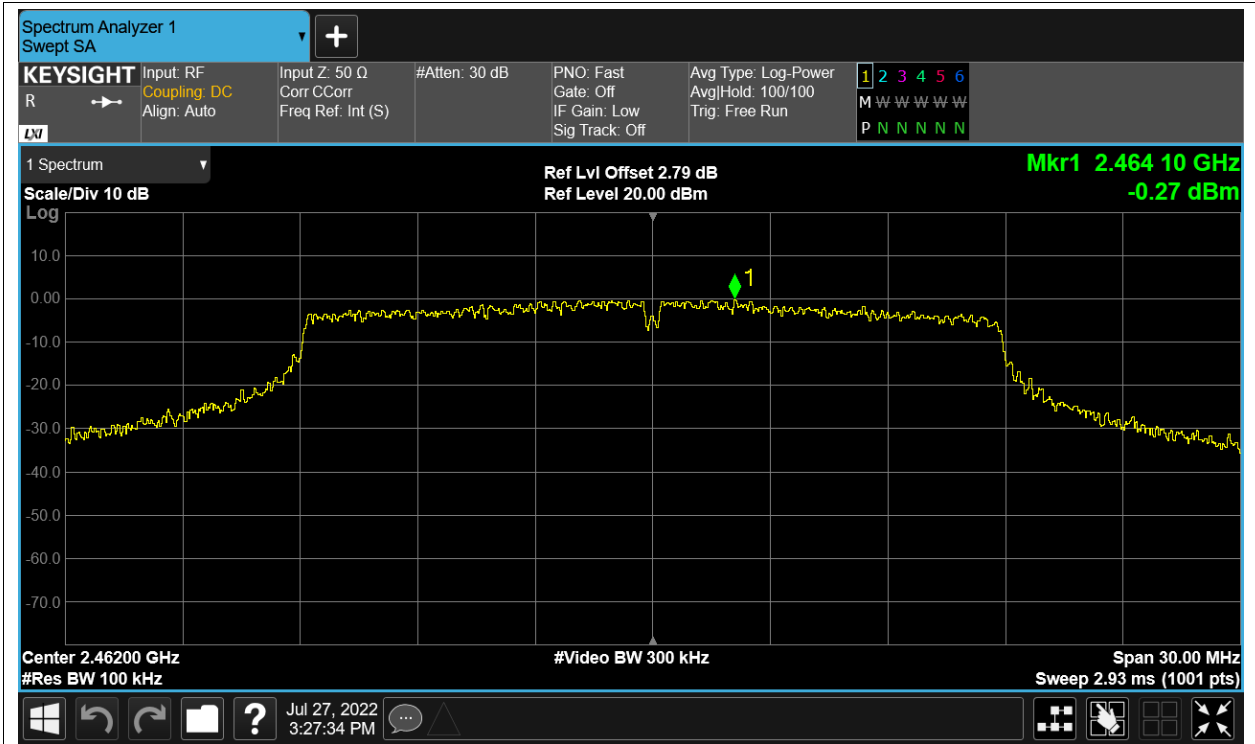 Spectrum Analyzer 1
Swept SA
KEYSIGHT
R
LXI
Input: RF
Coupling: DC
Align: Auto
Input Z: 50 Ω
Corr CCorr
Freq Ref: Int (S)
#Atten: 30 dB
PNO: Fast
Gate: Off
IF Gain: Low
Sig Track: Off
Avg Type: Log-Power
Avg|Hold: 100/100
Trig: Free Run
1 2 3 4 5 6
M W W W W W
P N N N N N
1 Spectrum
Scale/Div 10 dB
Ref Lvl Offset 2.79 dB
Ref Level 20.00 dBm
Mkr1 2.464 10 GHz
-0.27 dBm
Log
10.0
0.00
-10.0
-20.0
-30.0
-40.0
-50.0
-60.0
-70.0
1
Center 2.46200 GHz
#Res BW 100 kHz
#Video BW 300 kHz
Span 30.00 MHz
Sweep 2.93 ms (1001 pts)
?
Jul 27, 2022
3:27:34 PM